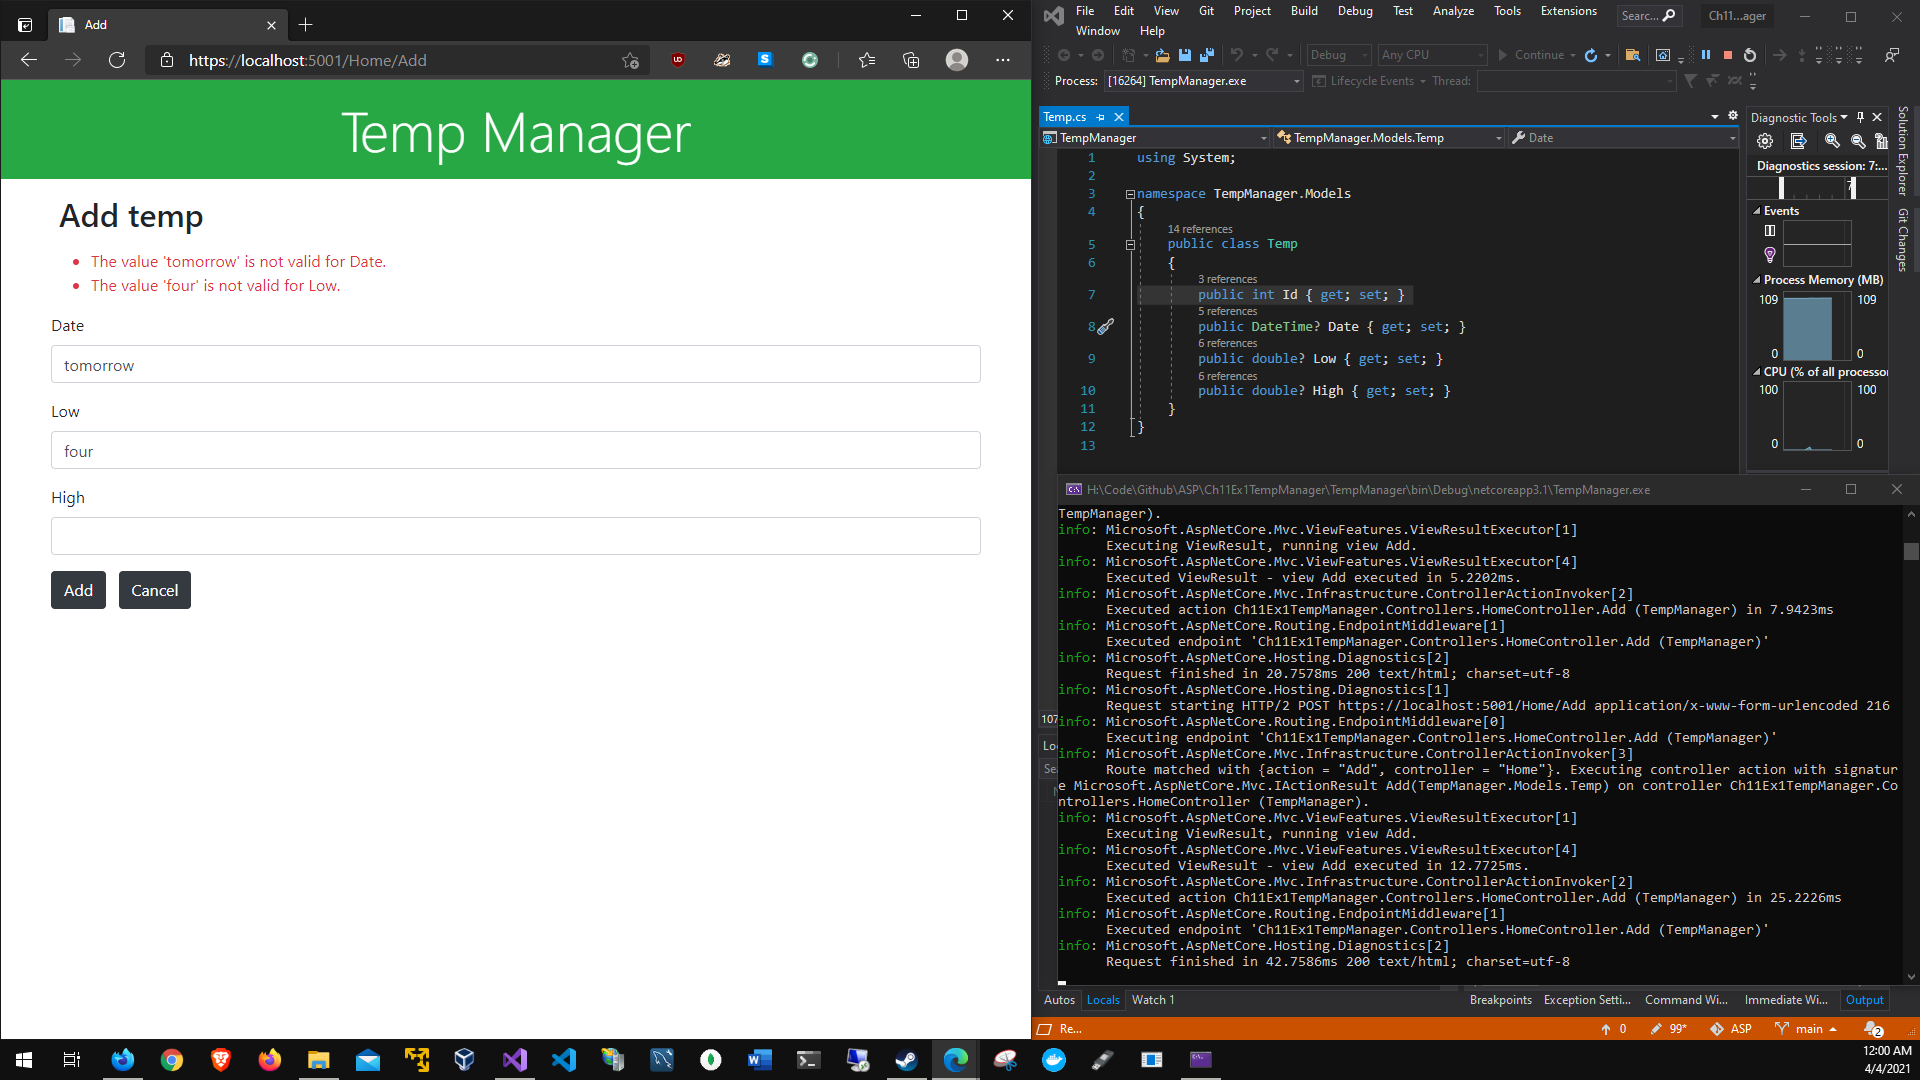 Add
https://localhost:5001/Home/Add
Temp Manager
Add temp
The value 'tomorrow' is not valid for Date.
The value 'four' is not valid for Low.
Date
tomorrow
Low
four
High
Add
Cancel
File Edit View Git Project Build Debug Test Analyze Tools Extensions
Window Help
Searc...
Ch11...ager
Debug
Any CPU
Continue
Process: [16264] TempManager.exe
Lifecycle Events
Thread:
Temp.cs
TempManager
TempManager.Models.Temp
Date
1 using System;
2
3 namespace TempManager.Models
4 {
14 references
5 public class Temp
6 {
3 references
7 public int Id { get; set; }
5 references
8 public DateTime? Date { get; set; }
6 references
9 public double? Low { get; set; }
6 references
10 public double? High { get; set; }
11 }
12 }
13
Diagnostic Tools
Diagnostics session: 7:...
Events
Process Memory (MB)
109 109
0 0
CPU (% of all processor
100 100
0 0
Solution Explorer
Git Changes
107
Lo
Se
H:\Code\Github\ASP\Ch11Ex1TempManager\TempManager\bin\Debug\netcoreapp3.1\TempManager.exe
TempManager).
info: Microsoft.AspNetCore.Mvc.ViewFeatures.ViewResultExecutor[1]
Executing ViewResult, running view Add.
info: Microsoft.AspNetCore.Mvc.ViewFeatures.ViewResultExecutor[4]
Executed ViewResult - view Add executed in 5.2202ms.
info: Microsoft.AspNetCore.Mvc.Infrastructure.ControllerActionInvoker[2]
Executed action Ch11Ex1TempManager.Controllers.HomeController.Add (TempManager) in 7.9423ms
info: Microsoft.AspNetCore.Routing.EndpointMiddleware[1]
Executed endpoint 'Ch11Ex1TempManager.Controllers.HomeController.Add (TempManager)'
info: Microsoft.AspNetCore.Hosting.Diagnostics[2]
Request finished in 20.7578ms 200 text/html; charset=utf-8
info: Microsoft.AspNetCore.Hosting.Diagnostics[1]
Request starting HTTP/2 POST https://localhost:5001/Home/Add application/x-www-form-urlencoded 216
info: Microsoft.AspNetCore.Routing.EndpointMiddleware[0]
Executing endpoint 'Ch11Ex1TempManager.Controllers.HomeController.Add (TempManager)'
info: Microsoft.AspNetCore.Mvc.Infrastructure.ControllerActionInvoker[3]
Route matched with {action = "Add", controller = "Home"}. Executing controller action with signatur
e Microsoft.AspNetCore.Mvc.IActionResult Add(TempManager.Models.Temp) on controller Ch11Ex1TempManager.Co
ntrollers.HomeController (TempManager).
info: Microsoft.AspNetCore.Mvc.ViewFeatures.ViewResultExecutor[1]
Executing ViewResult, running view Add.
info: Microsoft.AspNetCore.Mvc.ViewFeatures.ViewResultExecutor[4]
Executed ViewResult - view Add executed in 12.7725ms.
info: Microsoft.AspNetCore.Mvc.Infrastructure.ControllerActionInvoker[2]
Executed action Ch11Ex1TempManager.Controllers.HomeController.Add (TempManager) in 25.2226ms
info: Microsoft.AspNetCore.Routing.EndpointMiddleware[1]
Executed endpoint 'Ch11Ex1TempManager.Controllers.HomeController.Add (TempManager)'
info: Microsoft.AspNetCore.Hosting.Diagnostics[2]
Request finished in 42.7586ms 200 text/html; charset=utf-8
Autos Locals Watch 1
Breakpoints Exception Setti... Command Wi... Immediate Wi... Output
Re... 0 99* ASP main 2
12:00 AM
4/4/2021